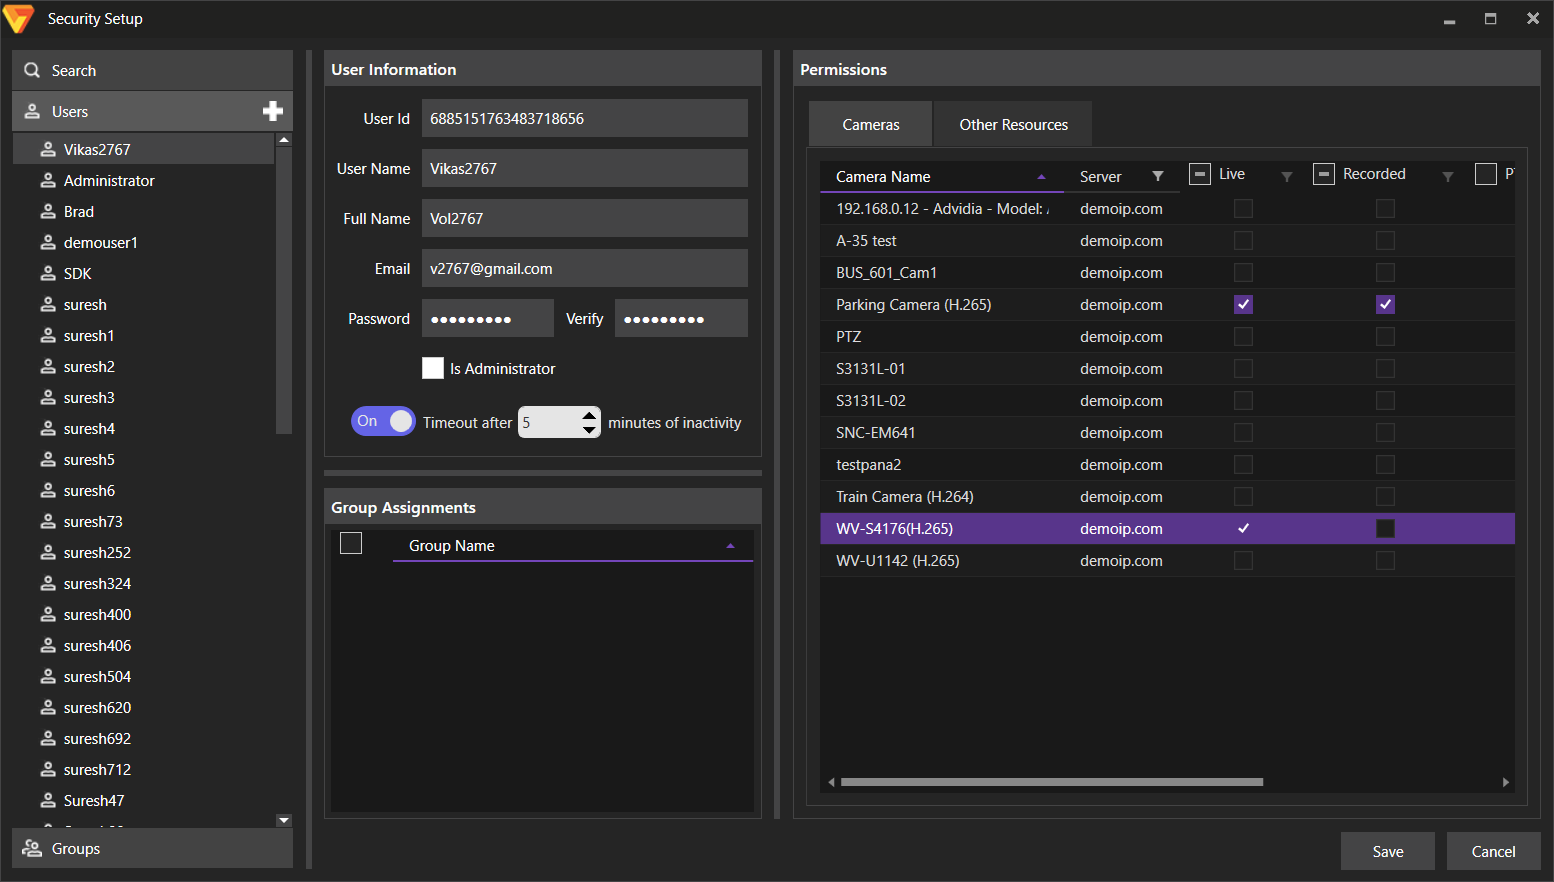 Security Setup
Search
Users
Vikas2767
Administrator
Brad
demouser1
SDK
suresh
suresh1
suresh2
suresh3
suresh4
suresh5
suresh6
suresh73
suresh252
suresh324
suresh400
suresh406
suresh504
suresh620
suresh692
suresh712
Suresh47
Groups
User Information
User Id 6885151763483718656
User Name Vikas2767
Full Name Vol2767
Email v2767@gmail.com
Password ●●●●●●●●● Verify ●●●●●●●●●
Is Administrator
On Timeout after 5 minutes of inactivity
Group Assignments
Group Name
Permissions
Cameras Other Resources
Camera Name Server Live Recorded
192.168.0.12 - Advidia - Model: demoip.com
A-35 test demoip.com
BUS_601_Cam1 demoip.com
Parking Camera (H.265) demoip.com
PTZ demoip.com
S3131L-01 demoip.com
S3131L-02 demoip.com
SNC-EM641 demoip.com
testpana2 demoip.com
Train Camera (H.264) demoip.com
WV-S4176(H.265) demoip.com
WV-U1142 (H.265) demoip.com
Save Cancel